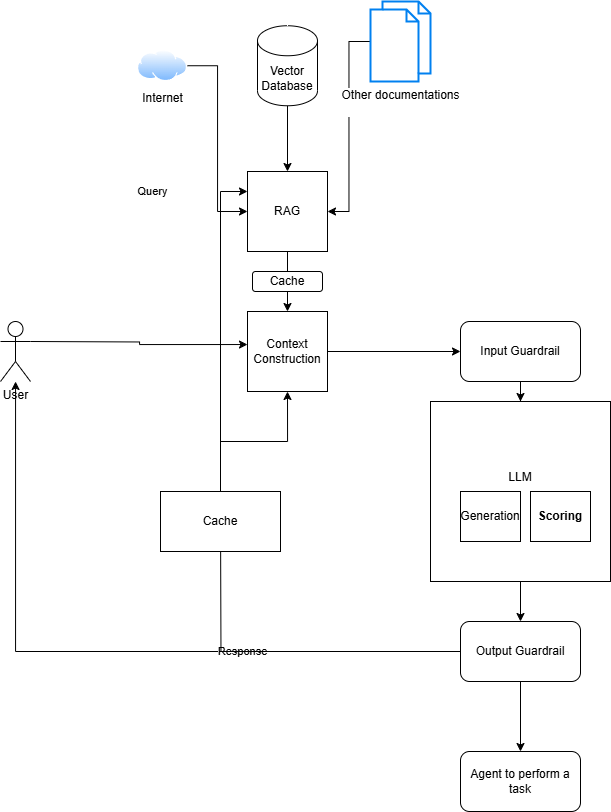 Vector
Database
Internet
Other documentations
Query
RAG
Cache
Context
Construction
Input Guardrail
User
LLM
Generation
Scoring
Cache
Response
Output Guardrail
Agent to perform a
task